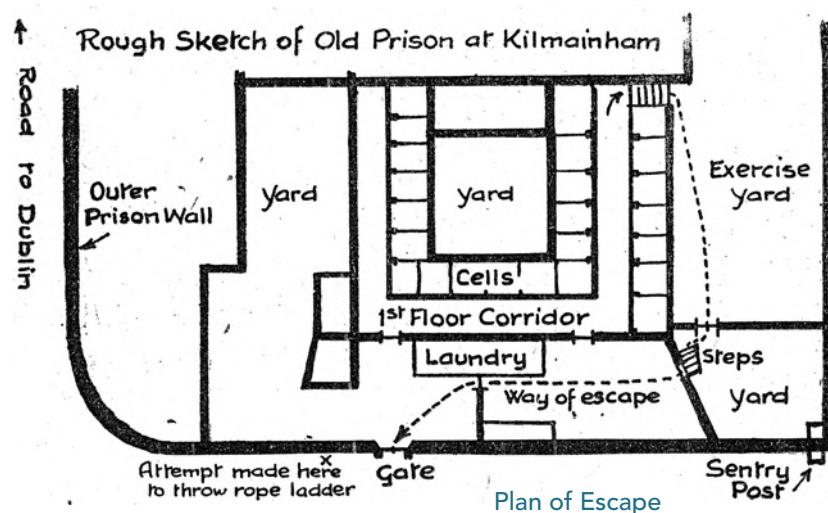 Rough Sketch of Old Prison at Kilmainham
Road to Dublin
Outer
Prison Wall
Yard
Yard
Exercise
Yard
Cells
1st Floor Corridor
Laundry
Steps
Way of escape
Yard
Attempt made here
to throw rope ladder
x
Gate
Sentry
Post
Plan of Escape